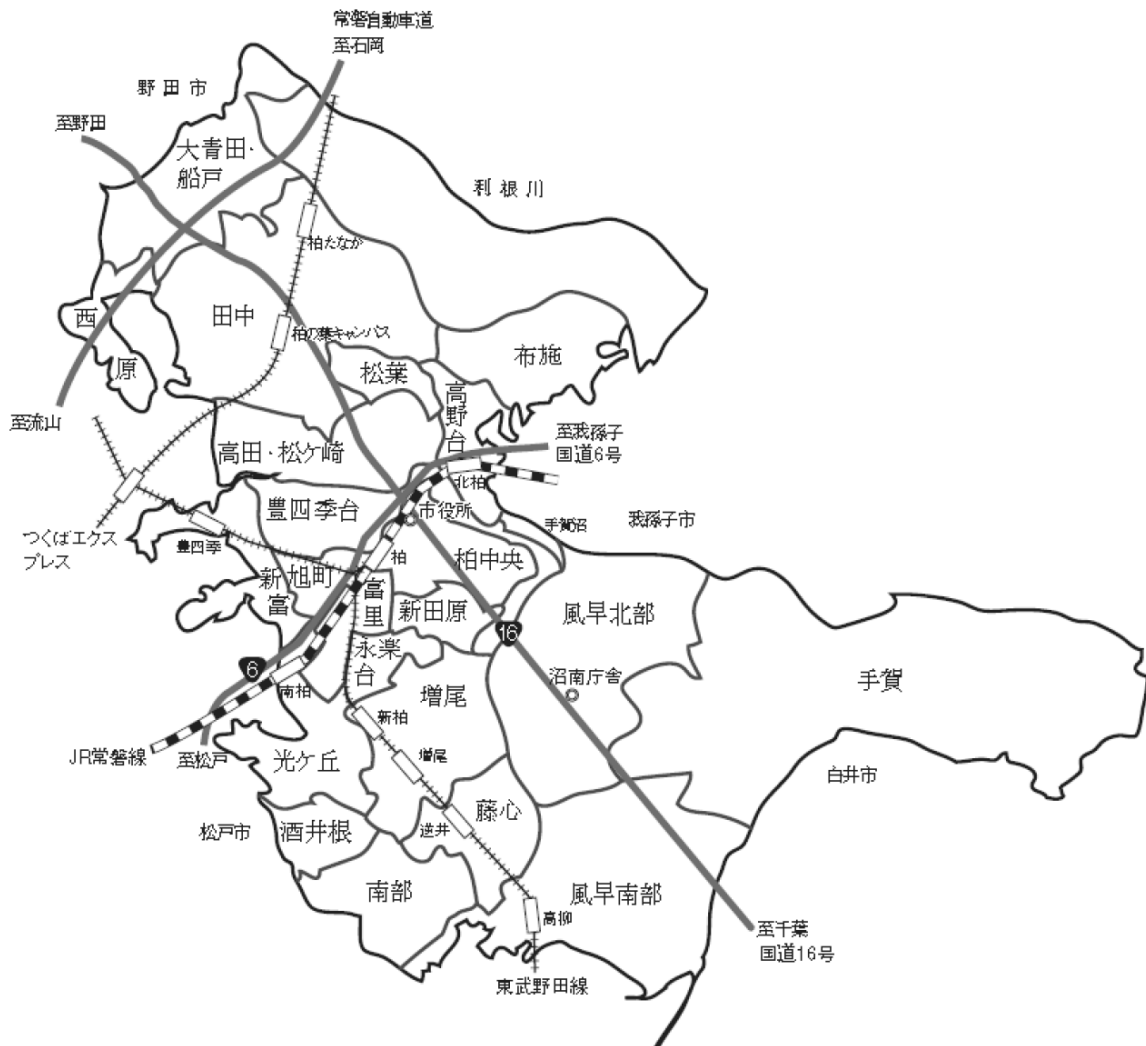 常磐自動車道
至石岡
野田市
至野田
大青田・
船戸
利根川
柏たなか
西
原
田中
柏の葉キャンパス
布施
松葉
高
野
台
至流山
至我孫子
国道6号
高田・松ケ崎
北柏
豊四季台
市役所
手賀沼
我孫子市
つくばエクス
プレス
豊四季
柏
柏中央
新
富
旭町
富
里
新田原
風早北部
16
永楽
台
6
南柏
沼南庁舎
手賀
新柏
増尾
JR常磐線
至松戸
光ケ丘
増尾
白井市
松戸市
酒井根
逆井
藤心
南部
風早南部
高柳
至千葉
国道16号
東武野田線